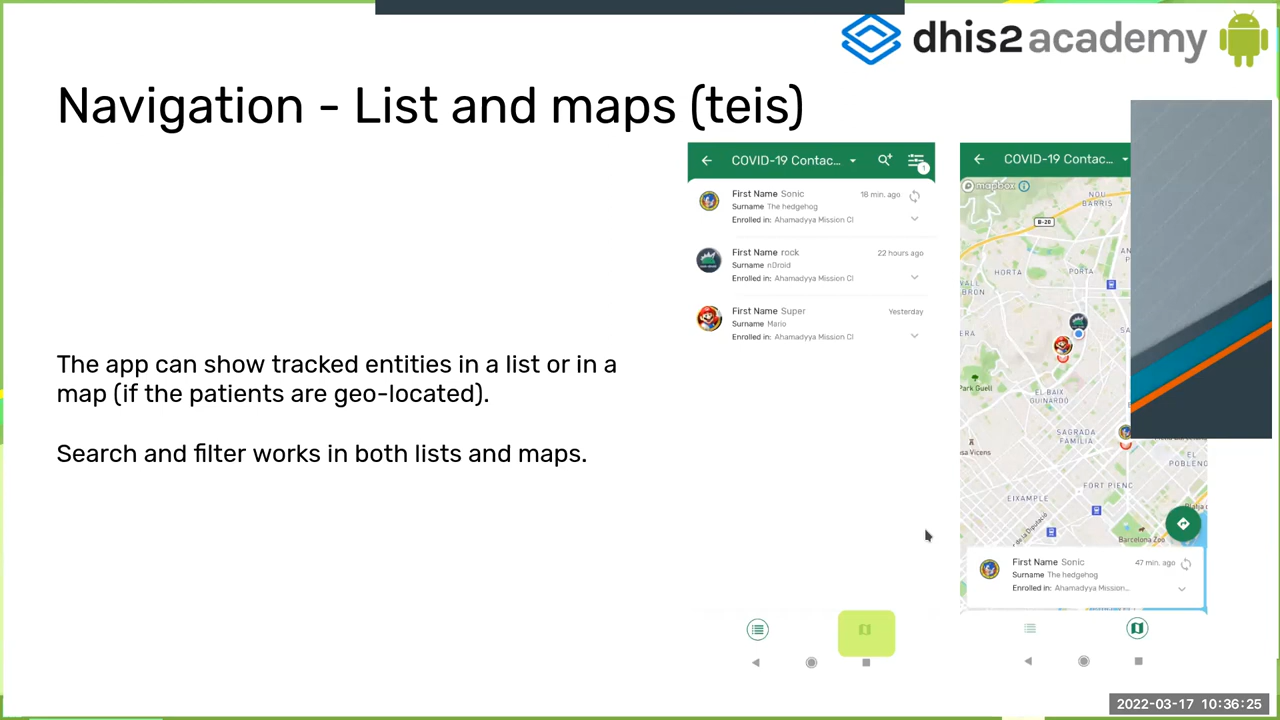 dhis2 academy
Navigation - List and maps (teis)
The app can show tracked entities in a list or in a
map (if the patients are geo-located).
Search and filter works in both lists and maps.
COVID-19 Contac...
1
First Name Sonic
18 min. ago
Surname The hedgehog
Enrolled in: Ahamadyya Mission Cl
First Name rock
22 hours ago
Surname nDroid
Enrolled in: Ahamadyya Mission Cl
First Name Super
Yesterday
Surname Mario
Enrolled in: Ahamadyya Mission Cl
COVID-19 Contac...
mapbox
NOU
BARRIS
B-20
HORTA
PORTA
Park Guell
EL BAIX
GUINARDÓ
SAGRADA
FAMÍLIA
EL
POBLENO
FORT PIENC
EIXAMPLE
Barcelona Zoo
First Name Sonic
47 min. ago
Surname The hedgehog
Enrolled in: Ahamadyya Mission...
2022-03-17 10:36:25